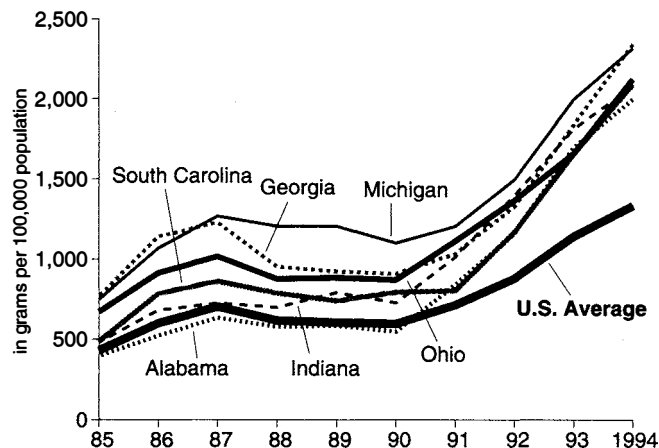 in grams per 100,000 population
2,500
2,000
1,500
1,000
500
0
South Carolina
Georgia
Michigan
U.S. Average
Alabama
Indiana
Ohio
85 86 87 88 89 90 91 92 93 1994